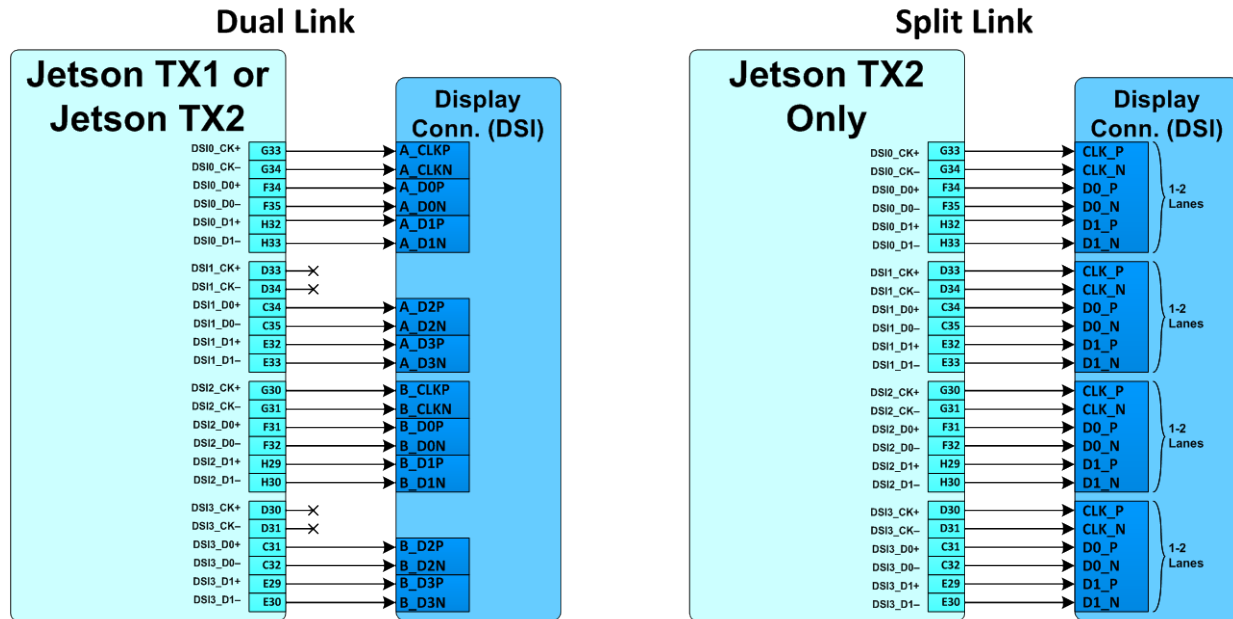 Dual Link
Jetson TX1 or
Jetson TX2
Display
Conn. (DSI)
DSI0_CK+ G33 A_CLKP
DSI0_CK– G34 A_CLKN
DSI0_D0+ F34 A_D0P
DSI0_D0– F35 A_D0N
DSI0_D1+ H32 A_D1P
DSI0_D1– H33 A_D1N
DSI1_CK+ D33
DSI1_CK– D34
DSI1_D0+ C34 A_D2P
DSI1_D0– C35 A_D2N
DSI1_D1+ E32 A_D3P
DSI1_D1– E33 A_D3N
DSI2_CK+ G30 B_CLKP
DSI2_CK– G31 B_CLKN
DSI2_D0+ F31 B_D0P
DSI2_D0– F32 B_D0N
DSI2_D1+ H29 B_D1P
DSI2_D1– H30 B_D1N
DSI3_CK+ D30
DSI3_CK– D31
DSI3_D0+ C31 B_D2P
DSI3_D0– C32 B_D2N
DSI3_D1+ E29 B_D3P
DSI3_D1– E30 B_D3N
Split Link
Jetson TX2
Only
Display
Conn. (DSI)
DSI0_CK+ G33 CLK_P
DSI0_CK– G34 CLK_N
DSI0_D0+ F34 D0_P
DSI0_D0– F35 D0_N
DSI0_D1+ H32 D1_P
DSI0_D1– H33 D1_N
1-2
Lanes
DSI1_CK+ D33 CLK_P
DSI1_CK– D34 CLK_N
DSI1_D0+ C34 D0_P
DSI1_D0– C35 D0_N
DSI1_D1+ E32 D1_P
DSI1_D1– E33 D1_N
1-2
Lanes
DSI2_CK+ G30 CLK_P
DSI2_CK– G31 CLK_N
DSI2_D0+ F31 D0_P
DSI2_D0– F32 D0_N
DSI2_D1+ H29 D1_P
DSI2_D1– H30 D1_N
1-2
Lanes
DSI3_CK+ D30 CLK_P
DSI3_CK– D31 CLK_N
DSI3_D0+ C31 D0_P
DSI3_D0– C32 D0_N
DSI3_D1+ E29 D1_P
DSI3_D1– E30 D1_N
1-2
Lanes